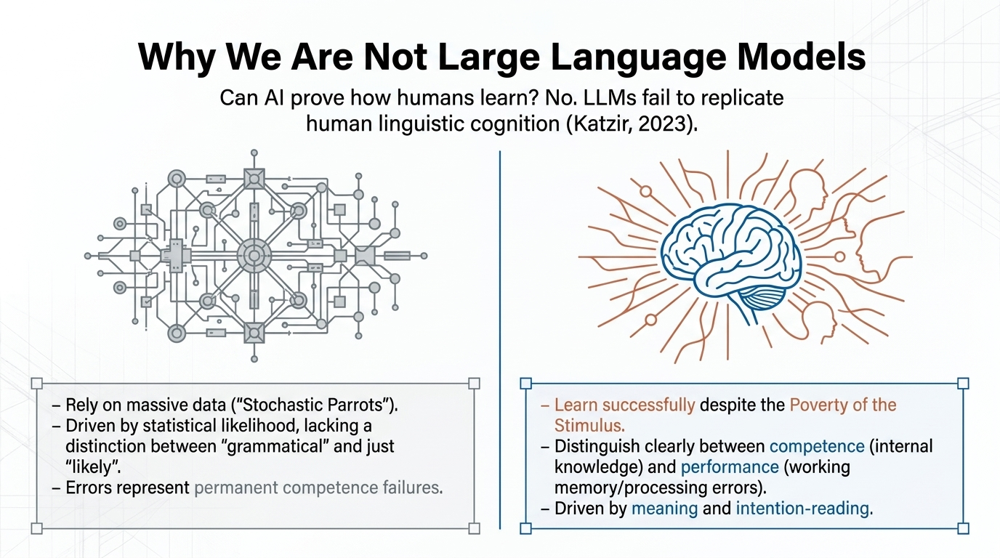 Why We Are Not Large Language Models
Can AI prove how humans learn? No. LLMs fail to replicate
human linguistic cognition (Katzir, 2023).
– Rely on massive data (“Stochastic Parrots”).
– Driven by statistical likelihood, lacking a
distinction between “grammatical” and just
“likely”.
– Errors represent permanent competence failures.
– Learn successfully despite the Poverty of the
Stimulus.
– Distinguish clearly between competence (internal
knowledge) and performance (working
memory/processing errors).
– Driven by meaning and intention-reading.